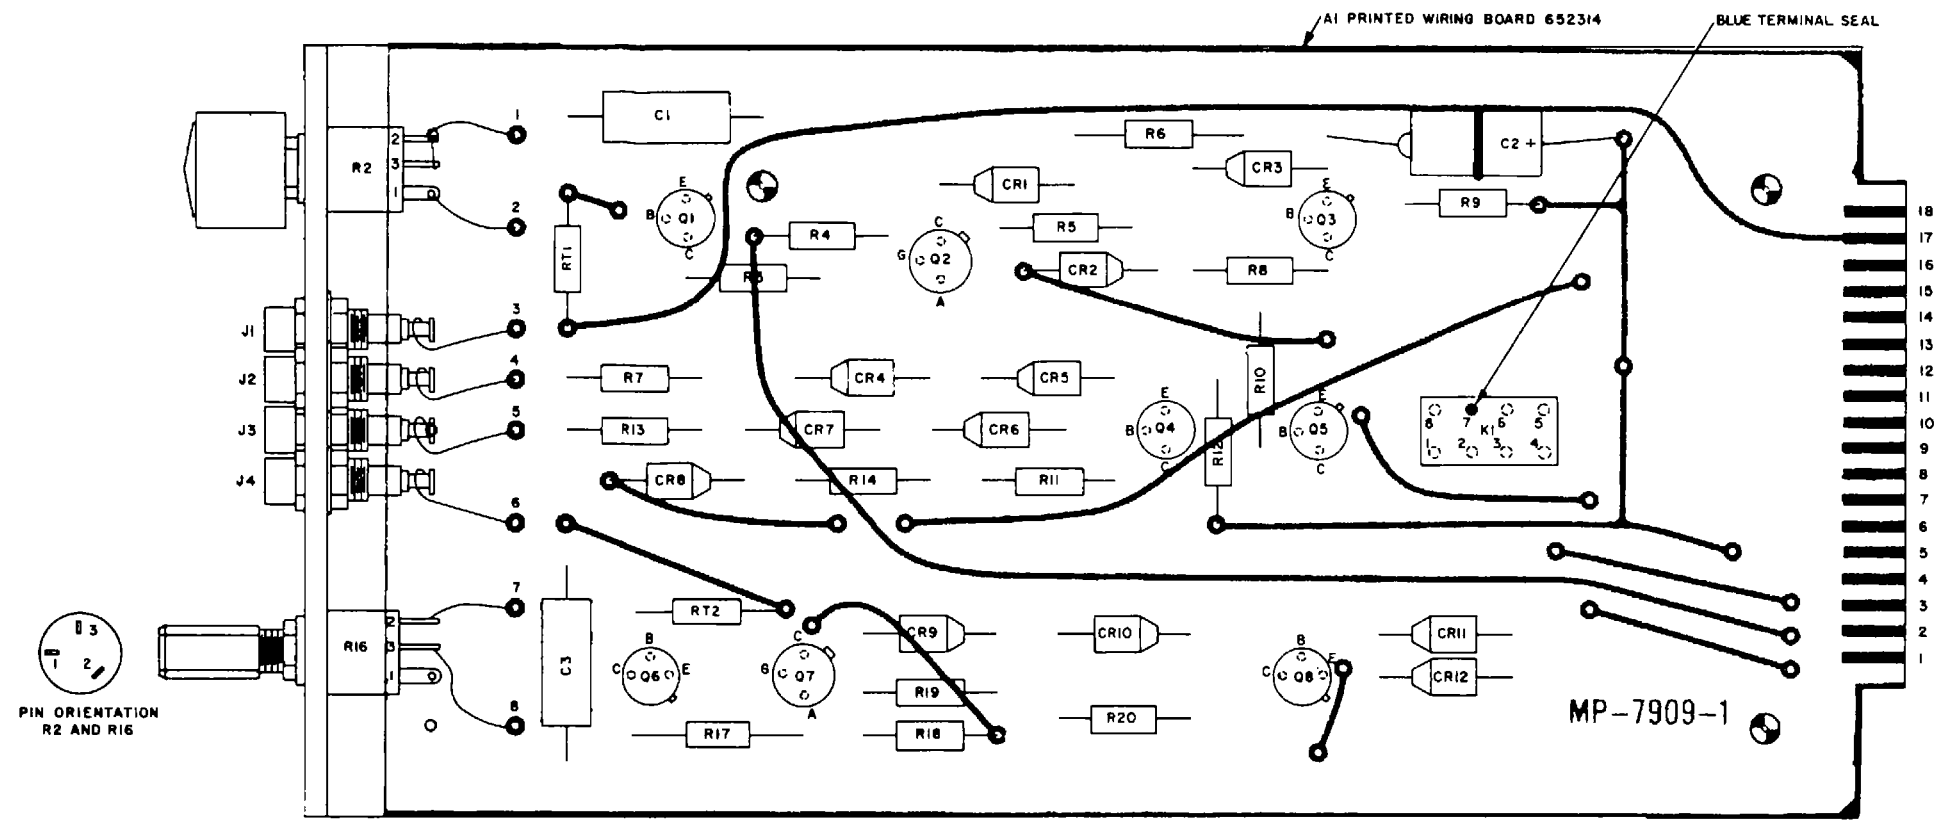 A1 PRINTED WIRING BOARD 652314
BLUE TERMINAL SEAL
R2
2
3
1
1
2
C1
R6
C2 +
CR3
CR1
R9
RT1
E
B Q1
C
R4
R3
C
G Q2
A
R5
CR2
E
B Q3
C
R8
18
17
16
15
14
13
12
11
10
9
8
7
6
5
4
3
2
1
J1
J2
J3
J4
3
4
5
6
R7
CR4
CR5
R10
R13
CR7
CR6
E
B Q4
C
R12
E
B Q5
C
8 7 6 5
K1
1 2 3 4
CR8
R14
R11
7
8
R16
2
3
1
3
1 2
PIN ORIENTATION
R2 AND R16
C3
RT2
B
C Q6 E
C
G Q7
A
CR9
CR10
B
E
C Q8
CR11
CR12
R19
R17
R18
R20
MP-7909-1